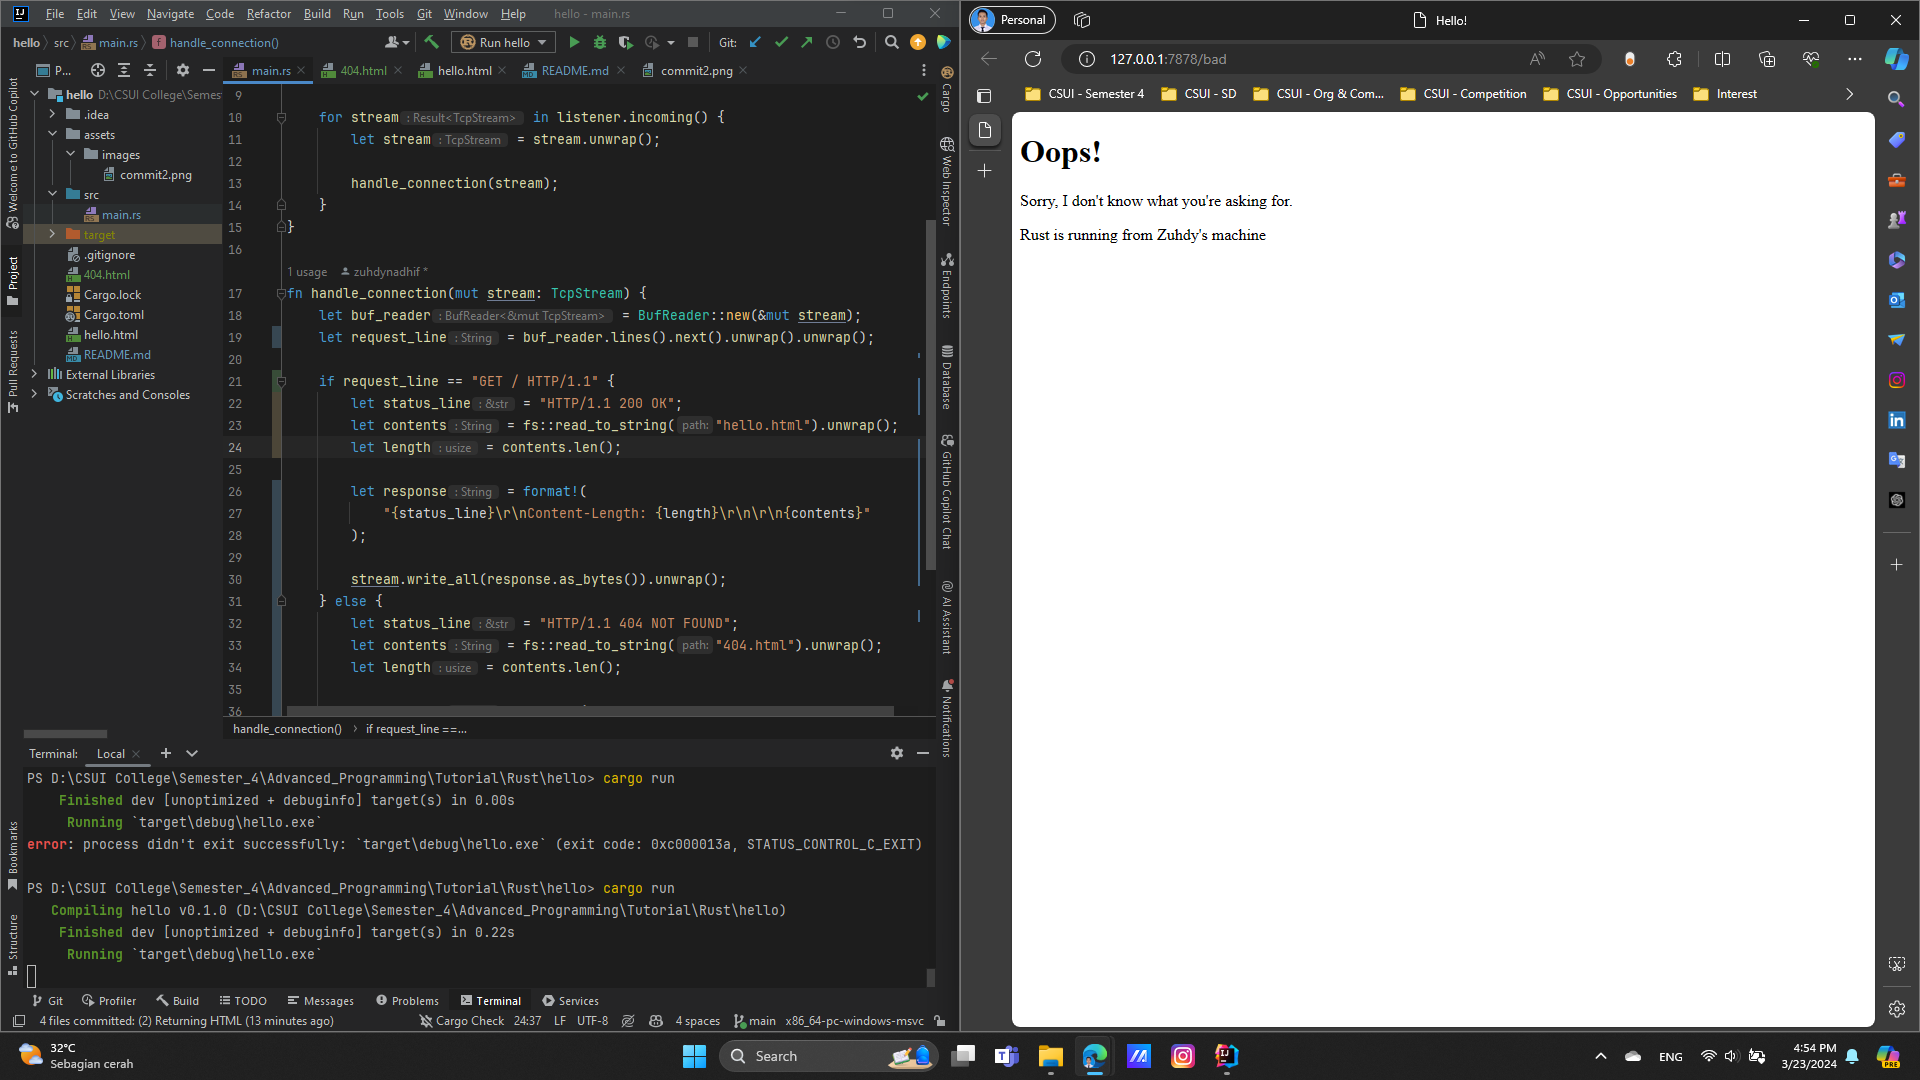 File Edit View Navigate Code Refactor Build Run Tools Git Window Help hello - main.rs
hello src main.rs handle_connection() Run hello Git:
P... main.rs 404.html hello.html README.md commit2.png
Welcome to GitHub Copilot
Project
Pull Requests
Bookmarks
Structure
hello D:\CSUI College\Semes
.idea
assets
images
commit2.png
src
main.rs
target
.gitignore
404.html
Cargo.lock
Cargo.toml
hello.html
README.md
External Libraries
Scratches and Consoles
9
10 for stream : Result<TcpStream> in listener.incoming() {
11 let stream : TcpStream = stream.unwrap();
12
13 handle_connection(stream);
14 }
15 }
16
1 usage zuhdynadhif *
17 fn handle_connection(mut stream: TcpStream) {
18 let buf_reader : BufReader<&mut TcpStream> = BufReader::new(&mut stream);
19 let request_line : String = buf_reader.lines().next().unwrap().unwrap();
20
21 if request_line == "GET / HTTP/1.1" {
22 let status_line : &str = "HTTP/1.1 200 OK";
23 let contents : String = fs::read_to_string( path: "hello.html").unwrap();
24 let length : usize = contents.len();
25
26 let response : String = format!(
27 "{status_line}\r\nContent-Length: {length}\r\n\r\n{contents}"
28 );
29
30 stream.write_all(response.as_bytes()).unwrap();
31 } else {
32 let status_line : &str = "HTTP/1.1 404 NOT FOUND";
33 let contents : String = fs::read_to_string( path: "404.html").unwrap();
34 let length : usize = contents.len();
35
36
handle_connection() if request_line ==...
Cargo
Web Inspector
Endpoints
Database
GitHub Copilot Chat
AI Assistant
Notifications
Terminal: Local
PS D:\CSUI College\Semester_4\Advanced_Programming\Tutorial\Rust\hello> cargo run
Finished dev [unoptimized + debuginfo] target(s) in 0.00s
Running `target\debug\hello.exe`
error: process didn't exit successfully: `target\debug\hello.exe` (exit code: 0xc000013a, STATUS_CONTROL_C_EXIT)
PS D:\CSUI College\Semester_4\Advanced_Programming\Tutorial\Rust\hello> cargo run
Compiling hello v0.1.0 (D:\CSUI College\Semester_4\Advanced_Programming\Tutorial\Rust\hello)
Finished dev [unoptimized + debuginfo] target(s) in 0.22s
Running `target\debug\hello.exe`
Git Profiler Build TODO Messages Problems Terminal Services
4 files committed: (2) Returning HTML (13 minutes ago) Cargo Check 24:37 LF UTF-8 4 spaces main x86_64-pc-windows-msvc
Personal Hello!
127.0.0.1:7878/bad
CSUI - Semester 4 CSUI - SD CSUI - Org & Com... CSUI - Competition CSUI - Opportunities Interest
Oops!
Sorry, I don't know what you're asking for.
Rust is running from Zuhdy's machine
32°C
Sebagian cerah
Search
ENG
4:54 PM
3/23/2024
PRE